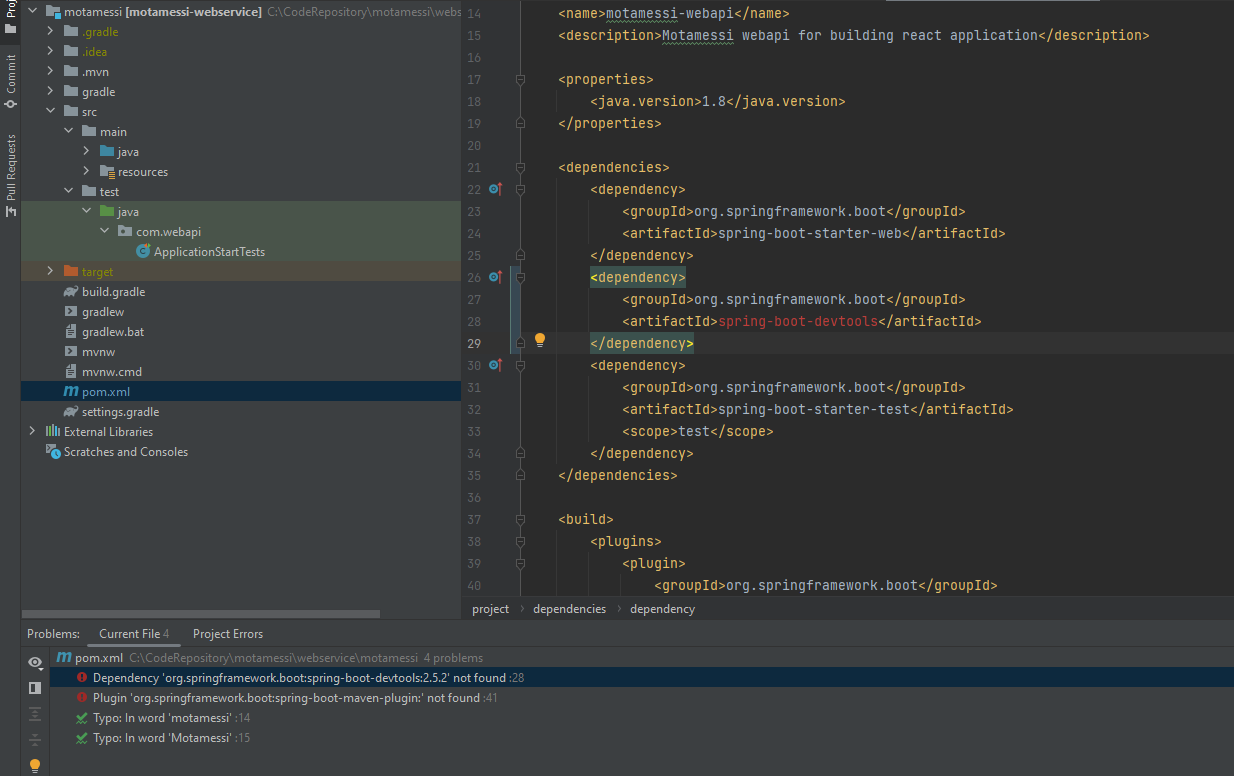 Proj
Commit
Pull Requests
motamessi [motamessi-webservice] C:\CodeRepository\motamessi\webs
.gradle
.idea
.mvn
gradle
src
main
java
resources
test
java
com.webapi
ApplicationStartTests
target
build.gradle
gradlew
gradlew.bat
mvnw
mvnw.cmd
pom.xml
settings.gradle
External Libraries
Scratches and Consoles
14 <name>motamessi-webapi</name>
15 <description>Motamessi webapi for building react application</description>
16
17 <properties>
18 <java.version>1.8</java.version>
19 </properties>
20
21 <dependencies>
22 <dependency>
23 <groupId>org.springframework.boot</groupId>
24 <artifactId>spring-boot-starter-web</artifactId>
25 </dependency>
26 <dependency>
27 <groupId>org.springframework.boot</groupId>
28 <artifactId>spring-boot-devtools</artifactId>
29 </dependency>
30 <dependency>
31 <groupId>org.springframework.boot</groupId>
32 <artifactId>spring-boot-starter-test</artifactId>
33 <scope>test</scope>
34 </dependency>
35 </dependencies>
36
37 <build>
38 <plugins>
39 <plugin>
40 <groupId>org.springframework.boot</groupId>
project > dependencies > dependency
Problems: Current File 4 Project Errors
pom.xml C:\CodeRepository\motamessi\webservice\motamessi 4 problems
Dependency 'org.springframework.boot:spring-boot-devtools:2.5.2' not found :28
Plugin 'org.springframework.boot:spring-boot-maven-plugin:' not found :41
Typo: In word 'motamessi' :14
Typo: In word 'Motamessi' :15